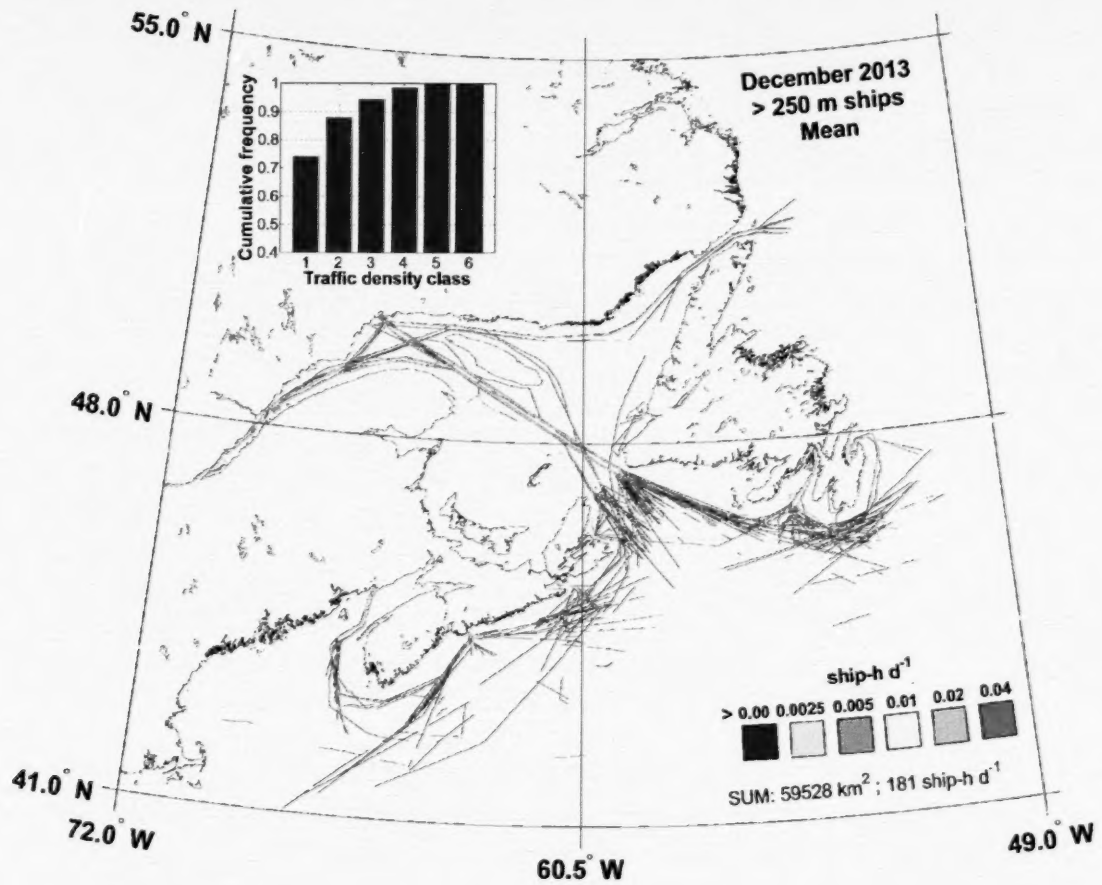 55.0° N
December 2013
> 250 m ships
Mean
Cumulative frequency
1
0.9
0.8
0.7
0.6
0.5
0.4
1 2 3 4 5 6
Traffic density class
48.0° N
ship-h d⁻¹
> 0.00 0.0025 0.005 0.01 0.02 0.04
SUM: 59528 km² ; 181 ship-h d⁻¹
41.0° N
72.0° W
60.5° W
49.0° W